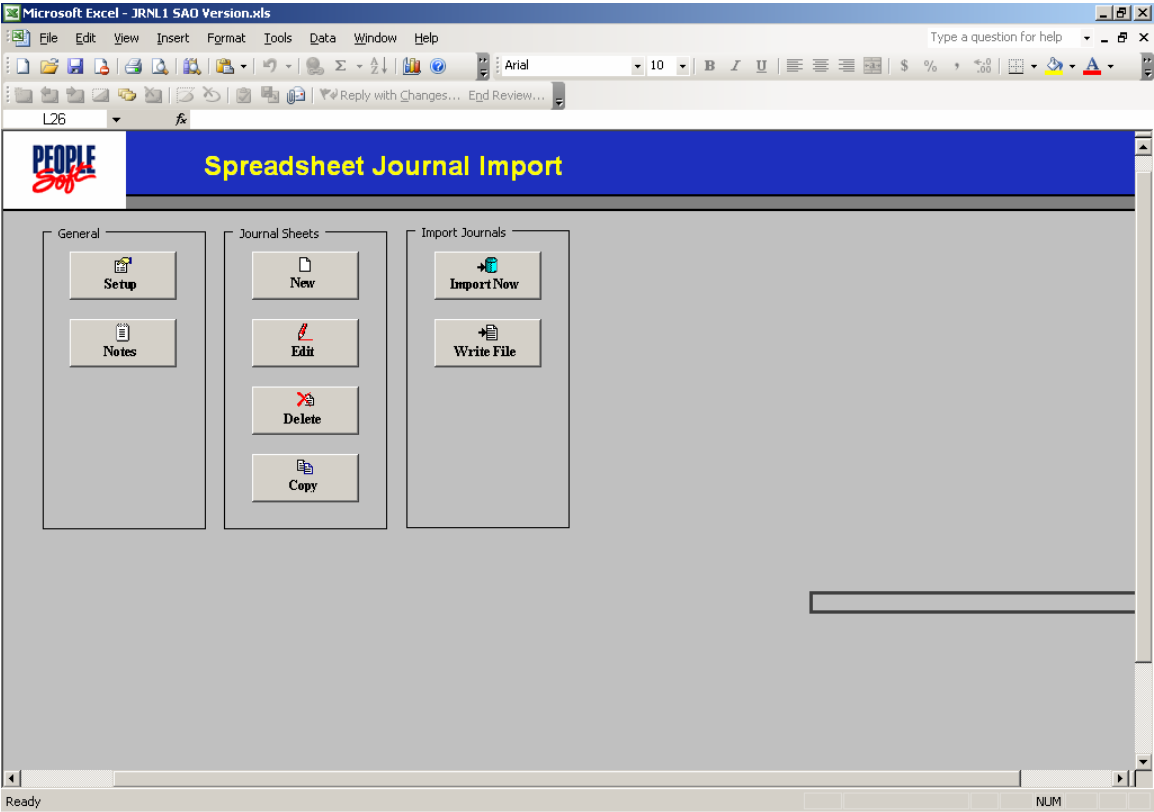 Microsoft Excel - JRNL1 SAO Version.xls
File Edit View Insert Format Tools Data Window Help Type a question for help
Arial 10 B I U $ % ,
Reply with Changes... End Review...
L26 fx
PEOPLE
Soft
Spreadsheet Journal Import
General Journal Sheets Import Journals
Setup New Import Now
Notes Edit Write File
Delete
Copy
Ready NUM